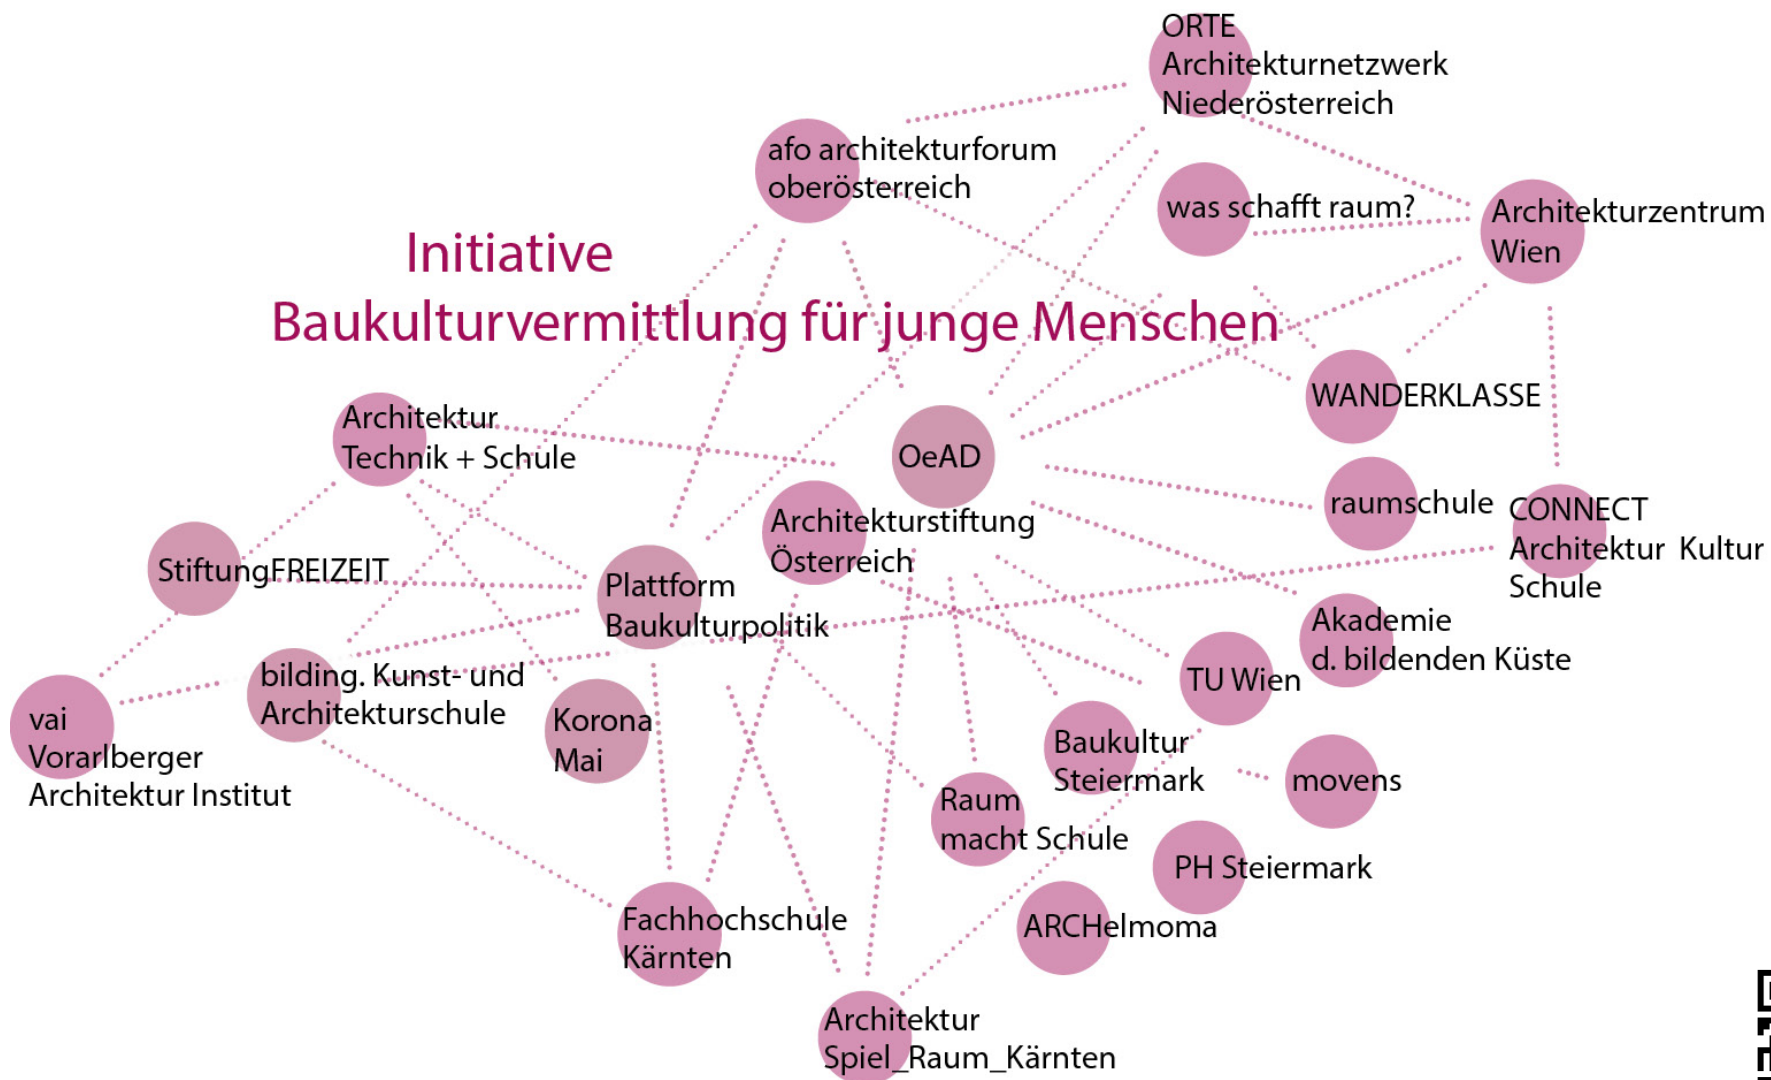 ORTE
Architekturnetzwerk
Niederösterreich
afo architekturforum
oberösterreich
was schafft raum?
Architekturzentrum
Wien
Initiative
Baukulturvermittlung für junge Menschen
WANDERKLASSE
Architektur
Technik + Schule
OeAD
raumschule
CONNECT
Architektur Kultur
Schule
Architekturstiftung
Österreich
StiftungFREIZEIT
Plattform
Baukulturpolitik
Akademie
d. bildenden Küste
bilding. Kunst- und
Architekturschule
TU Wien
vai
Vorarlberger
Architektur Institut
Korona
Mai
Baukultur
Steiermark
movens
Raum
macht Schule
PH Steiermark
Fachhochschule
Kärnten
ARCHelmoma
Architektur
Spiel_Raum_Kärnten